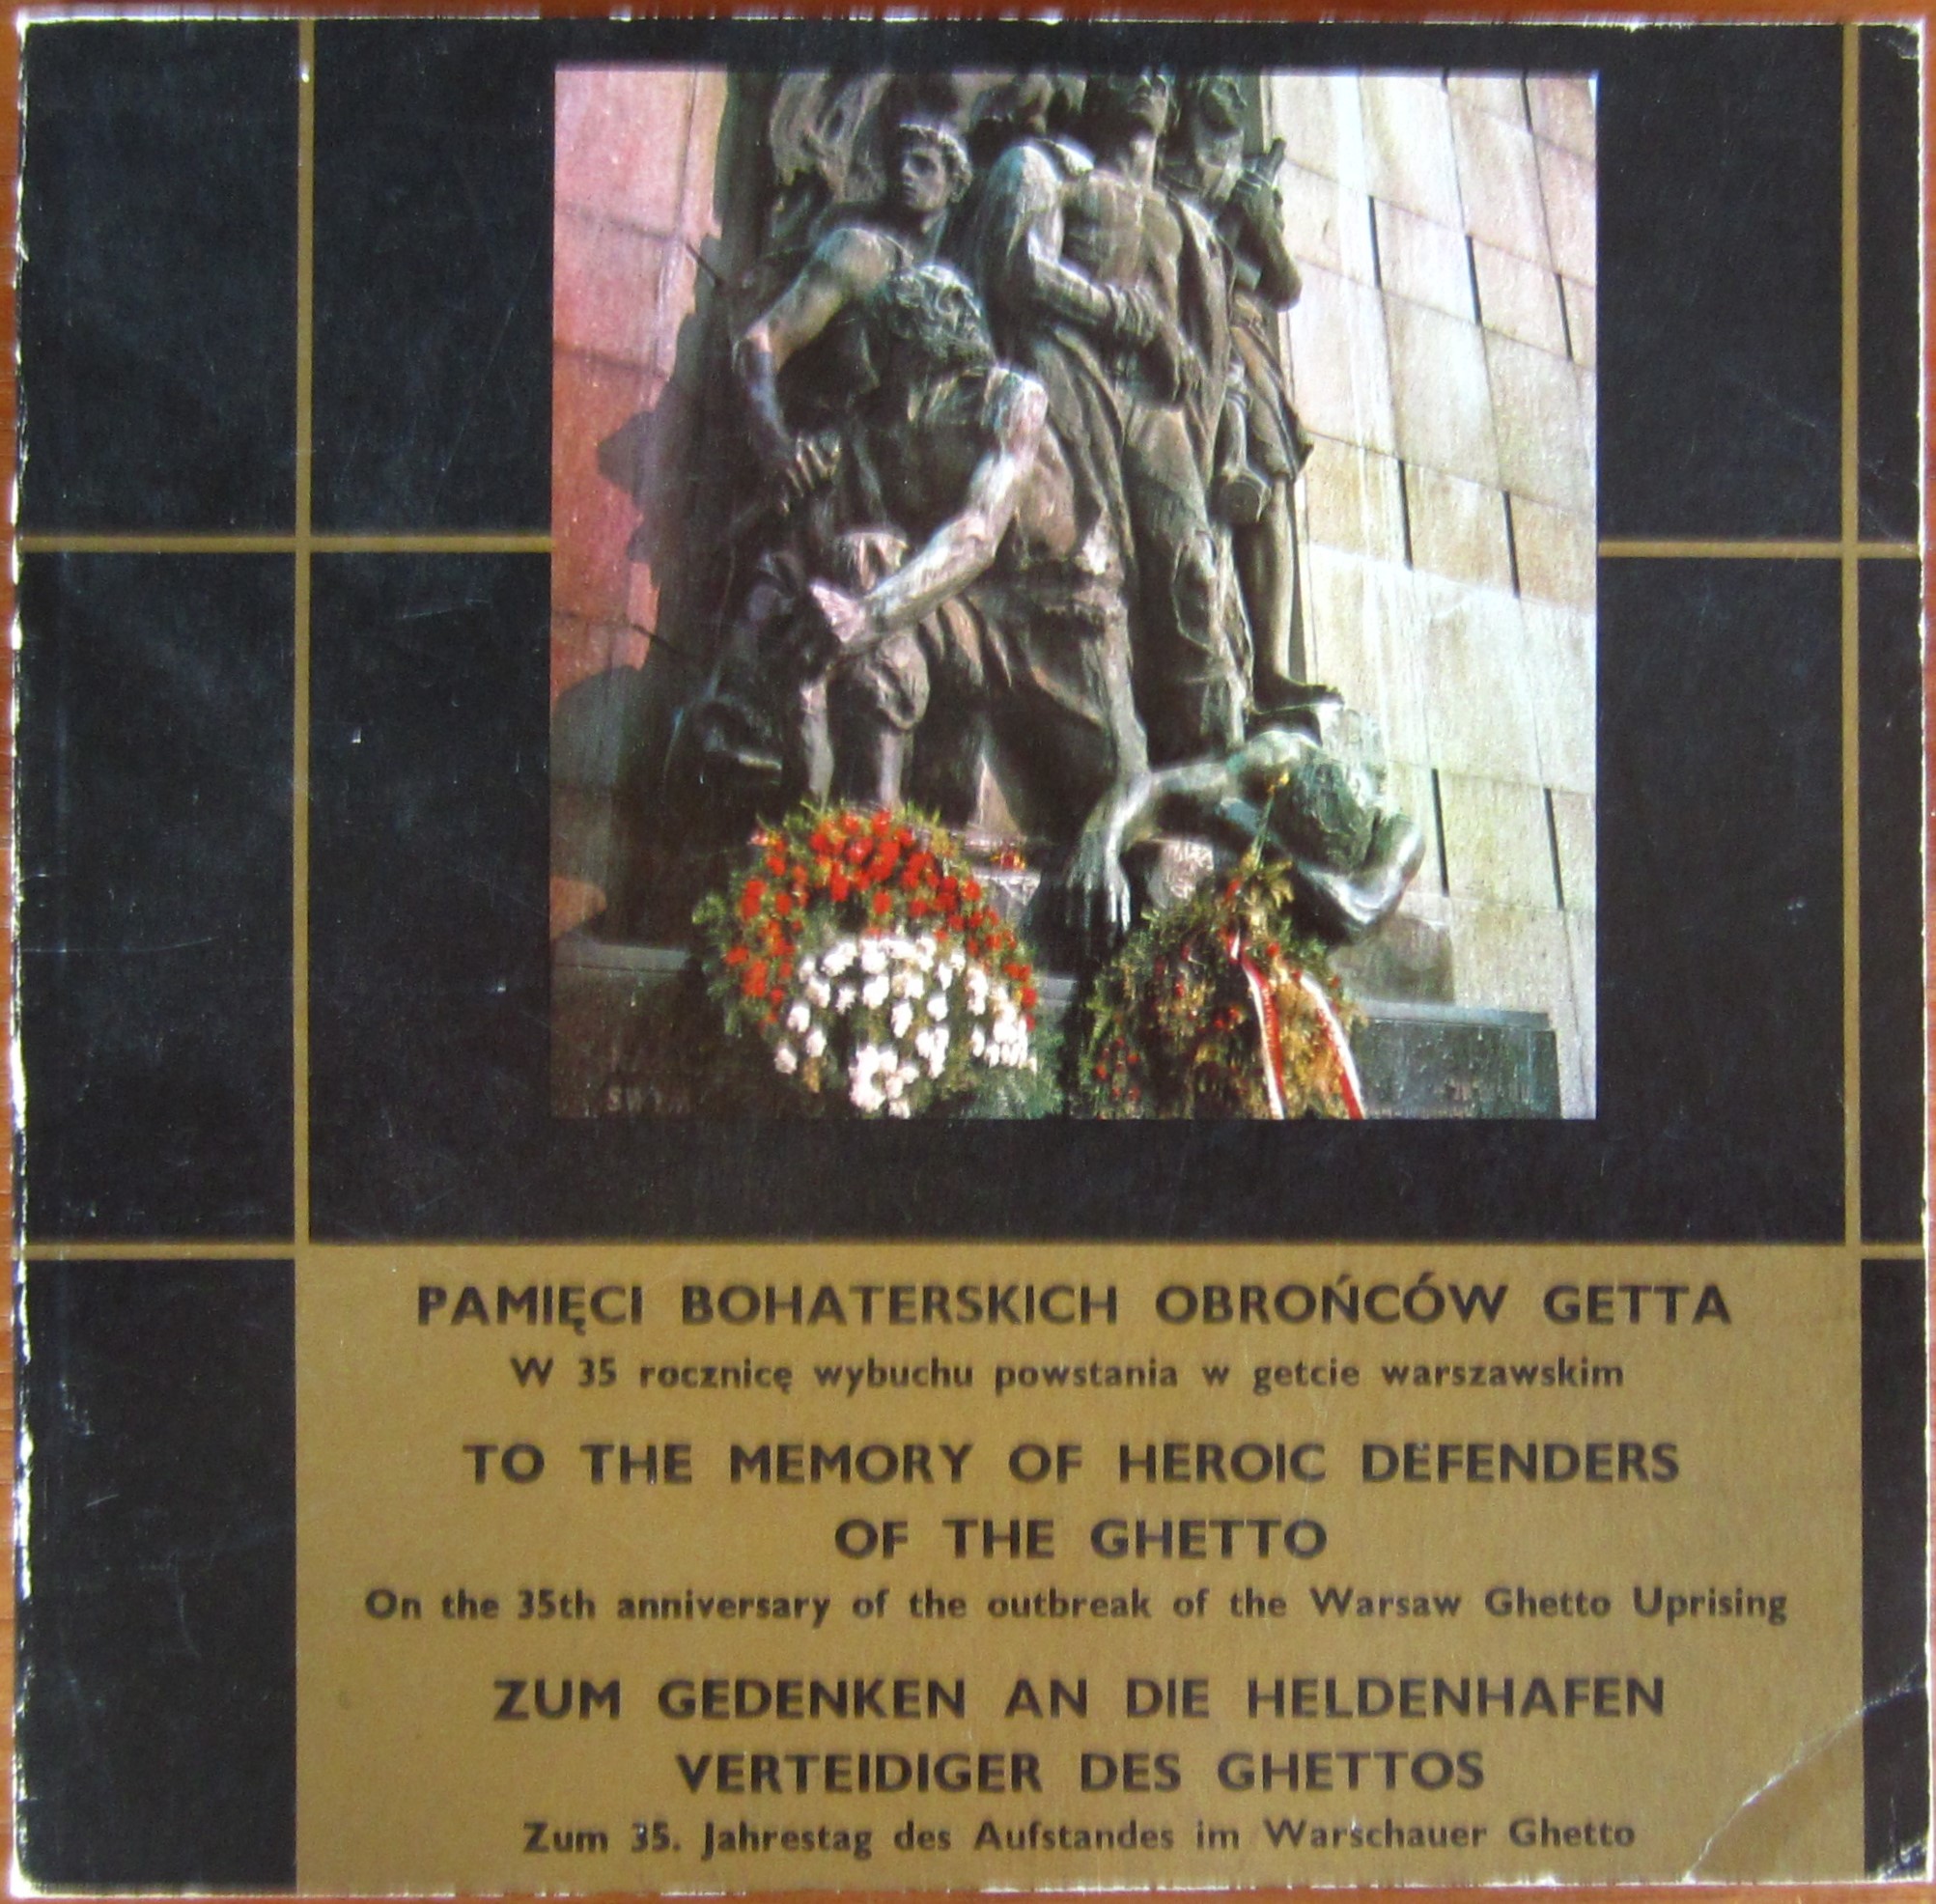 PAMIĘCI BOHATERSKICH OBROŃCÓW GETTA
W 35 rocznicę wybuchu powstania w getcie warszawskim
TO THE MEMORY OF HEROIC DEFENDERS
OF THE GHETTO
On the 35th anniversary of the outbreak of the Warsaw Ghetto Uprising
ZUM GEDENKEN AN DIE HELDENHAFEN
VERTEIDIGER DES GHETTOS
Zum 35. Jahrestag des Aufstandes im Warschauer Ghetto